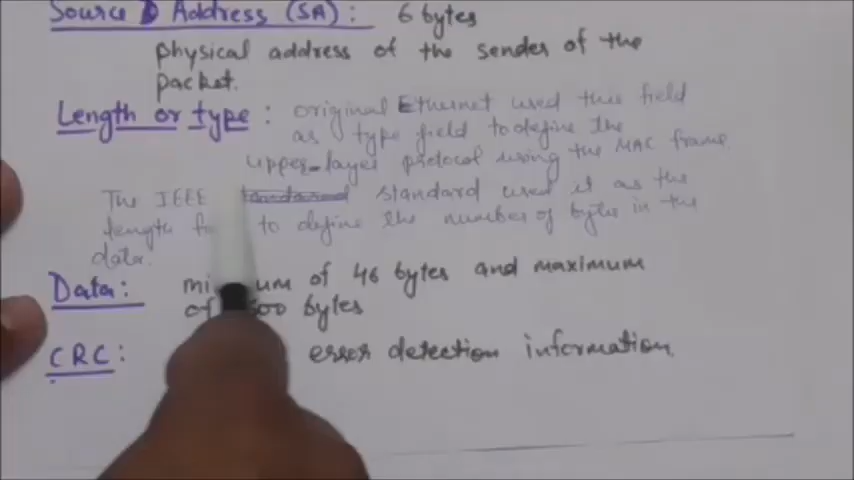 Source Address (SA): 6 bytes
physical address of the sender of the
packet.
Length or type: original Ethernet used this field
as type field to define the
upper-layer protocol using the MAC frame
The IEEE standard used it as the
length to define the number of bytes in the
data.
Data: of 46 bytes and maximum
of bytes
CRC: error detection information